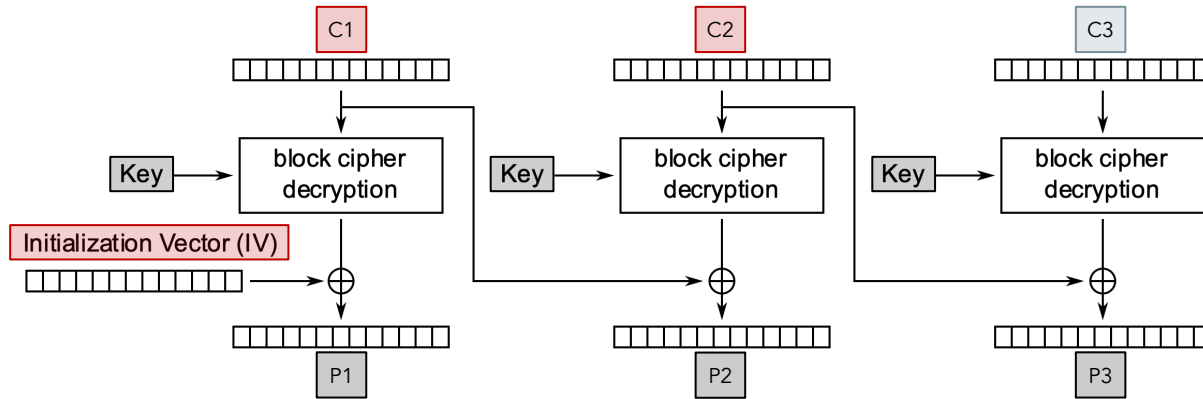 C1
C2
C3
block cipher
decryption
block cipher
decryption
block cipher
decryption
Key
Key
Key
Initialization Vector (IV)
P1
P2
P3